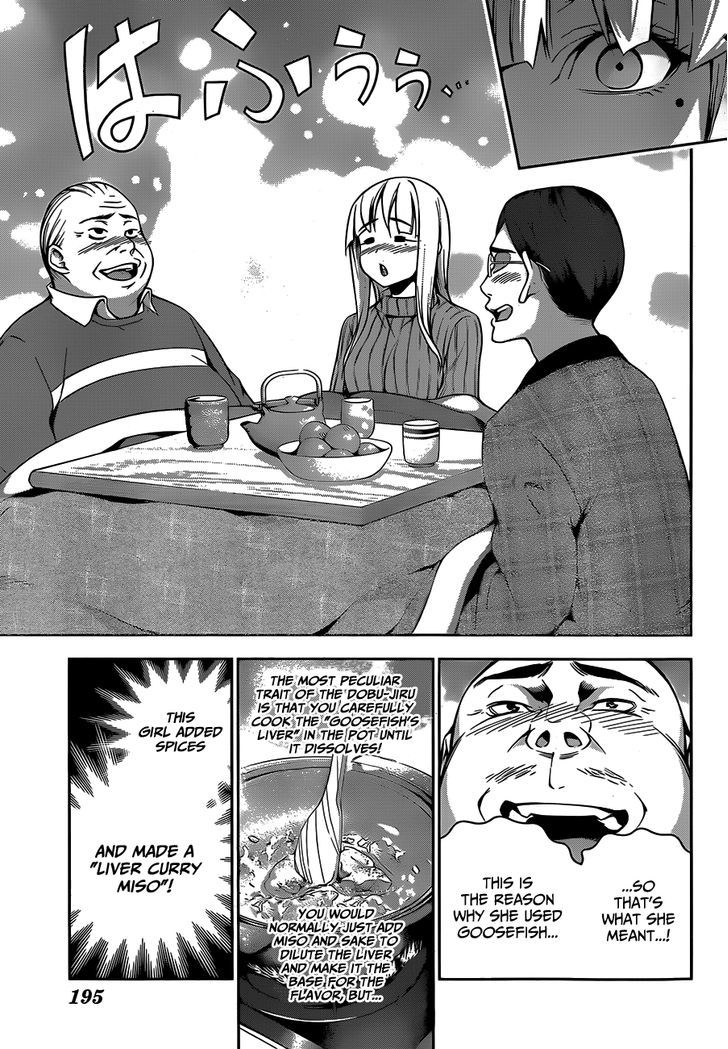 はふぅぅ...
...SO
THAT'S
WHAT SHE
MEANT...!
THIS IS
THE REASON
WHY SHE USED
GOOSEFISH...
THE MOST PECULIAR
TRAIT OF THE DOBU-JIRU
IS THAT YOU CAREFULLY
COOK THE "GOOSEFISH'S
LIVER" IN THE POT UNTIL
IT DISSOLVES!
YOU WOULD
NORMALLY JUST ADD
MISO AND SAKE TO
DILUTE THE LIVER
AND MAKE IT THE
BASE FOR THE
FLAVOR, BUT...
THIS
GIRL ADDED
SPICES
AND MADE A
"LIVER CURRY
MISO"!
195